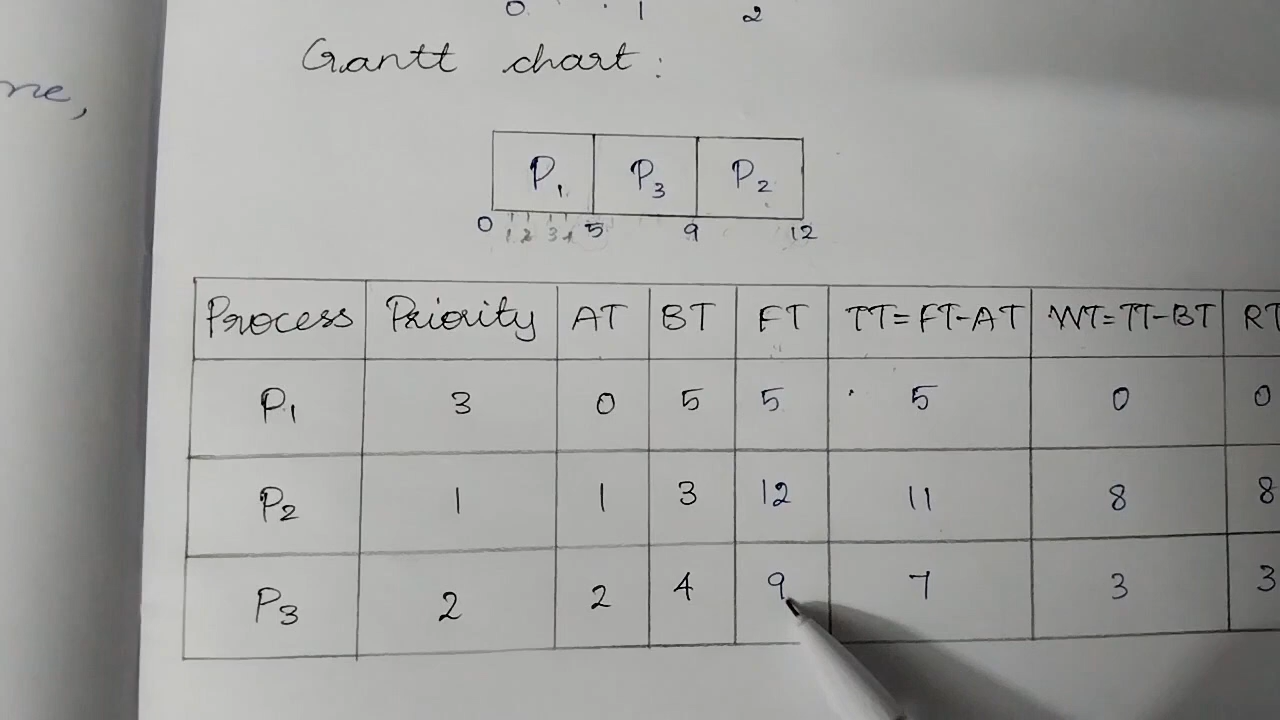 0 1 2
ne,
Gantt chart :
P1 P3 P2
0 1 2 3 4 5 9 12
Process Priority AT BT FT TT=FT-AT WT=TT-BT RT
P1 3 0 5 5 5 0 0
P2 1 1 3 12 11 8 8
P3 2 2 4 9 7 3 3